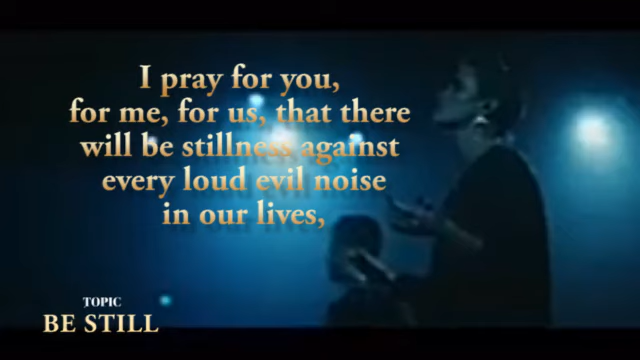 I pray for you,
for me, for us, that there
will be stillness against
every loud evil noise
in our lives,
TOPIC
BE STILL